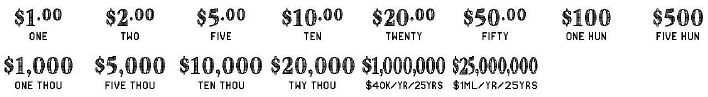 $1.00 $2.00 $5.00 $10.00 $20.00 $50.00 $100 $500
ONE TWO FIVE TEN TWENTY FIFTY ONE HUN FIVE HUN
$1,000 $5,000 $10,000 $20,000 $1,000,000 $25,000,000
ONE THOU FIVE THOU TEN THOU TWY THOU $40K/YR/25YRS $1ML/YR/25YRS